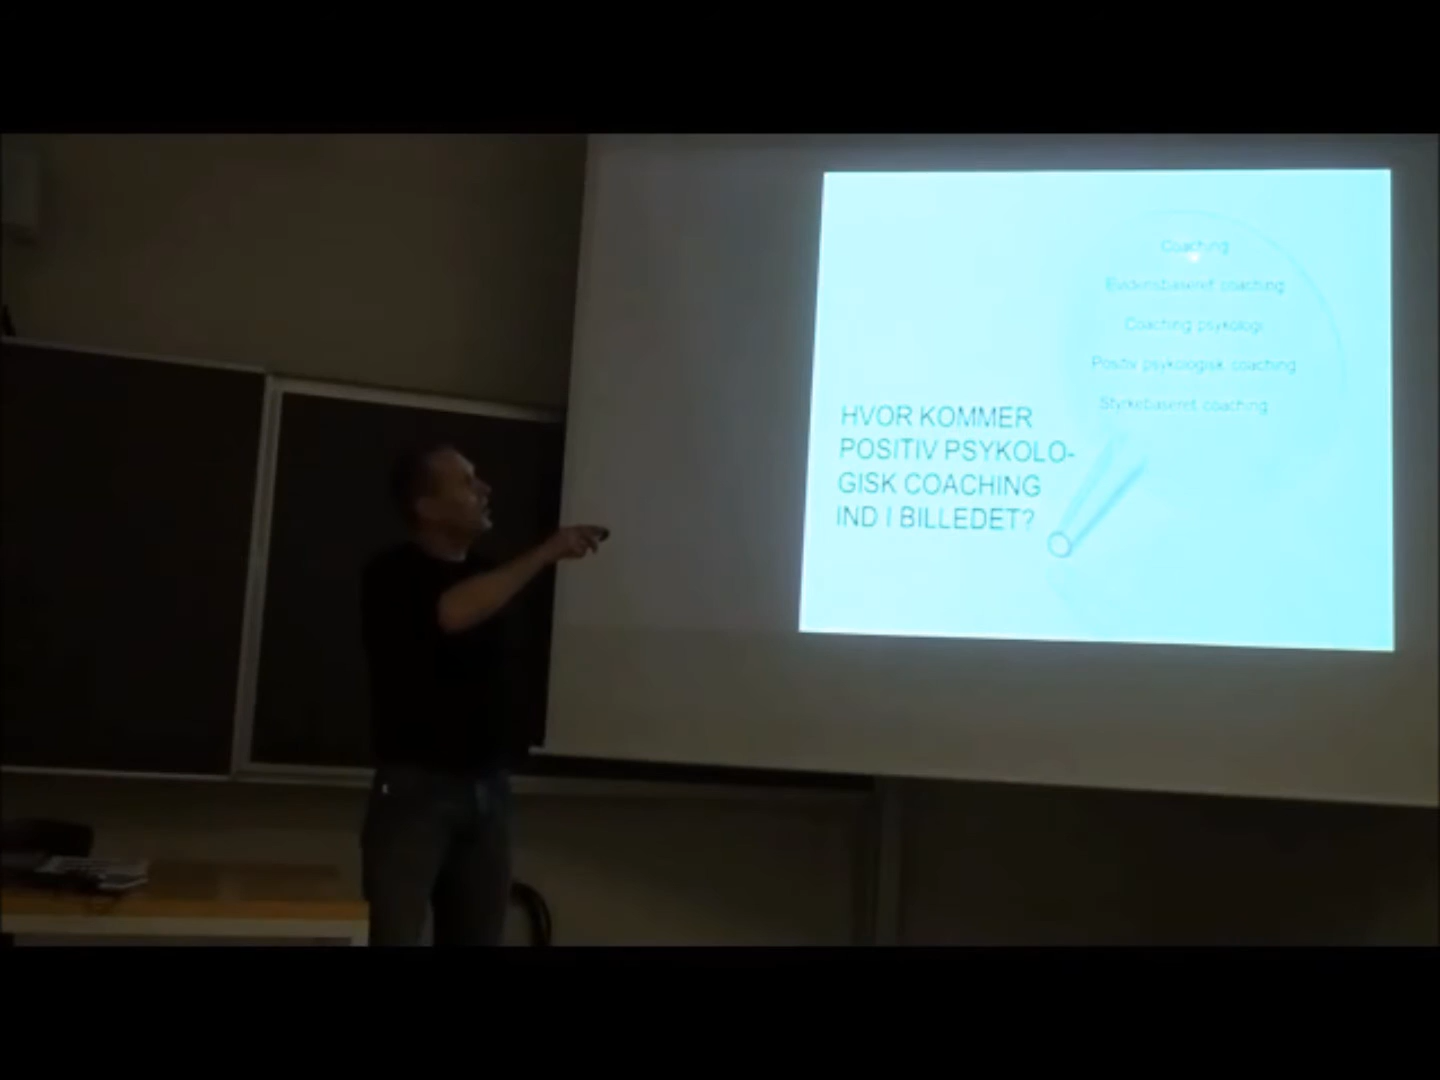 Coaching
Evidensbaseret coaching
Coaching psykologi
Positiv psykologisk coaching
Styrkebaseret coaching
HVOR KOMMER
POSITIV PSYKOLO-
GISK COACHING
IND I BILLEDET?